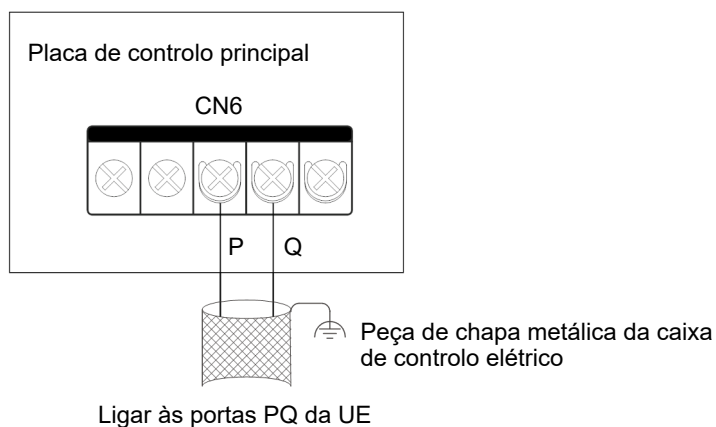 Placa de controlo principal
CN6
P
Q
Peça de chapa metálica da caixa
de controlo elétrico
Ligar às portas PQ da UE